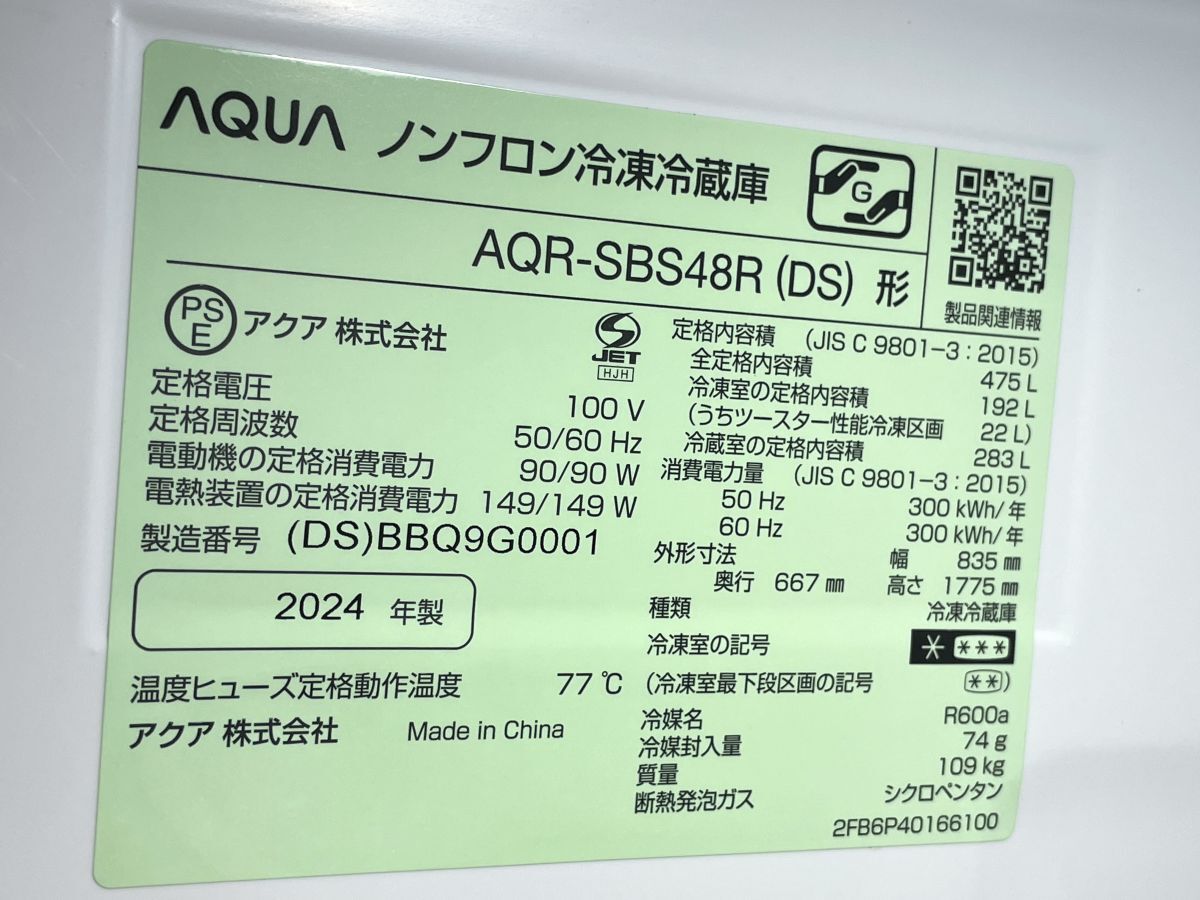 AQUA ノンフロン冷凍冷蔵庫
G
AQR-SBS48R (DS) 形
製品関連情報
PS
E
アクア 株式会社
JET
HJH
定格電圧 100 V
定格周波数 50/60 Hz
電動機の定格消費電力 90/90 W
電熱装置の定格消費電力 149/149 W
製造番号 (DS)BBQ9G0001
2024 年製
温度ヒューズ定格動作温度 77 ℃
アクア 株式会社 Made in China
定格内容積 (JIS C 9801-3 : 2015)
全定格内容積 475 L
冷凍室の定格内容積 192 L
(うちツースター性能冷凍区画 22 L)
冷蔵室の定格内容積 283 L
消費電力量 (JIS C 9801-3 : 2015)
50 Hz 300 kWh/年
60 Hz 300 kWh/年
外形寸法 幅 835 ㎜
奥行 667 ㎜ 高さ 1775 ㎜
種類 冷凍冷蔵庫
冷凍室の記号 * ***
(冷凍室最下段区画の記号 **)
冷媒名 R600a
冷媒封入量 74 g
質量 109 kg
断熱発泡ガス シクロペンタン
2FB6P40166100